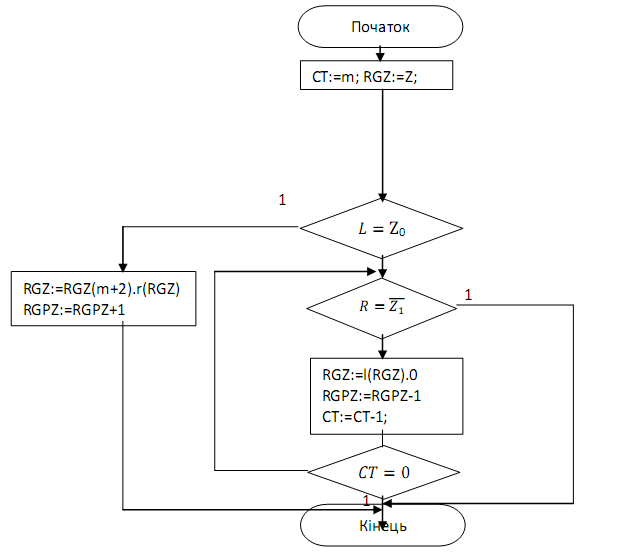 Початок
CT:=m; RGZ:=Z;
1
L = Z₀
RGZ:=RGZ(m+2).r(RGZ)
RGPZ:=RGPZ+1
1
R = Z̅₁̅
RGZ:=l(RGZ).0
RGPZ:=RGPZ-1
CT:=CT-1;
CT = 0
1
Кінець